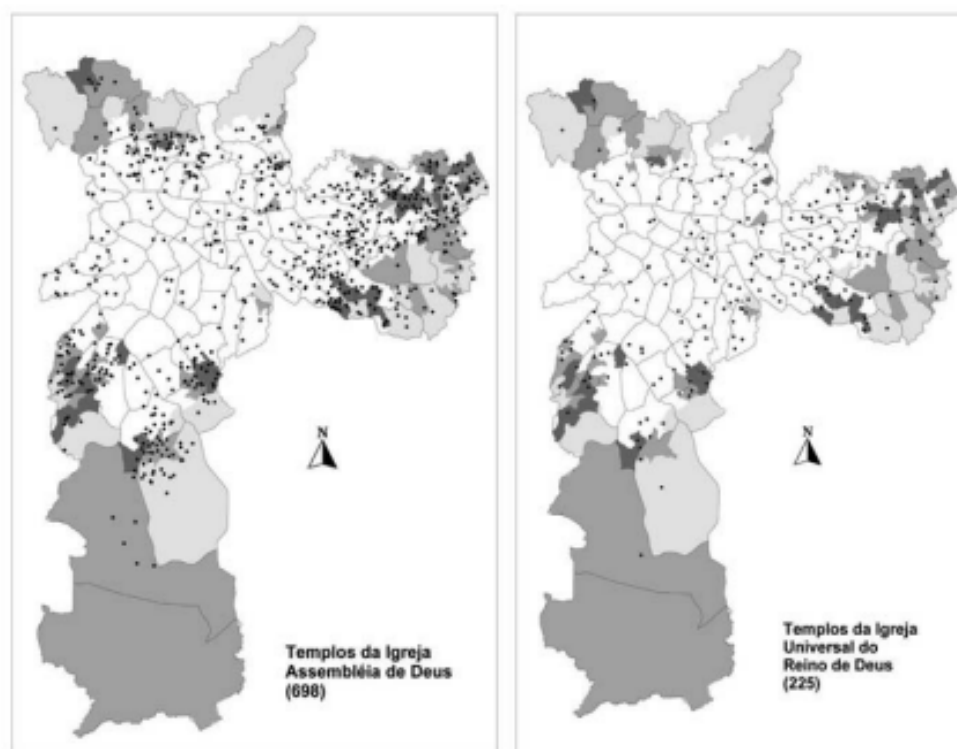 N
Templos da Igreja
Assembléia de Deus
(698)
N
Templos da Igreja
Universal do
Reino de Deus
(225)